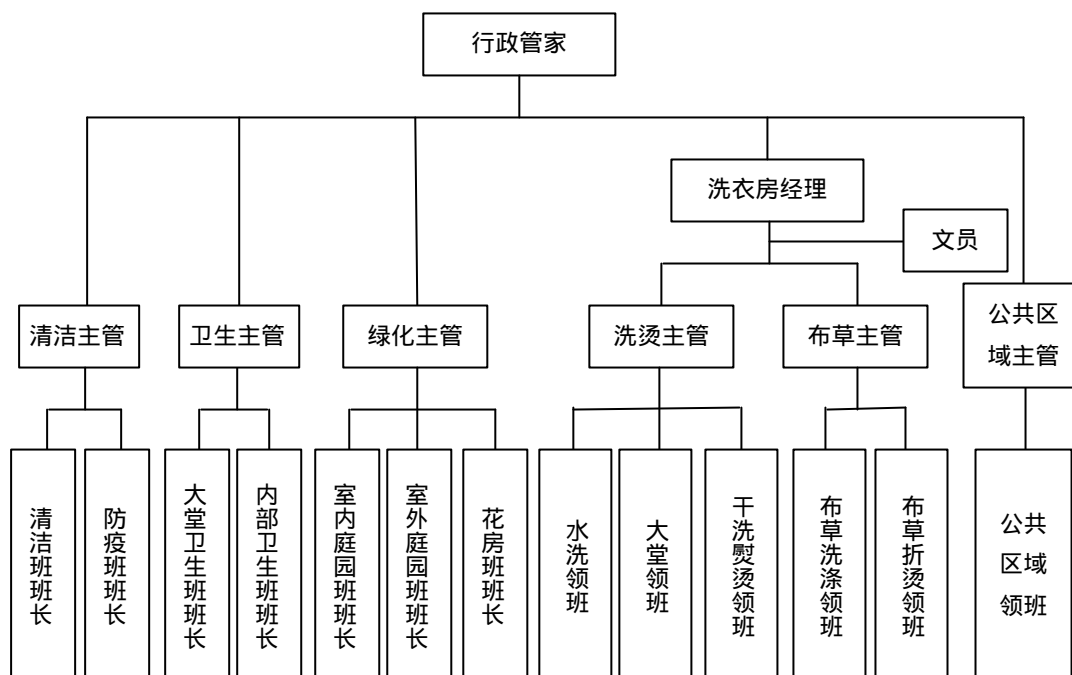 行政管家
洗衣房经理
文员
清洁主管
卫生主管
绿化主管
洗烫主管
布草主管
公共区
域主管
清洁班班长
防疫班班长
大堂卫生班班长
内部卫生班班长
室内庭园班班长
室外庭园班班长
花房班班长
水洗领班
大堂领班
干洗熨烫领班
布草洗涤领班
布草折烫领班
公共
区域
领班